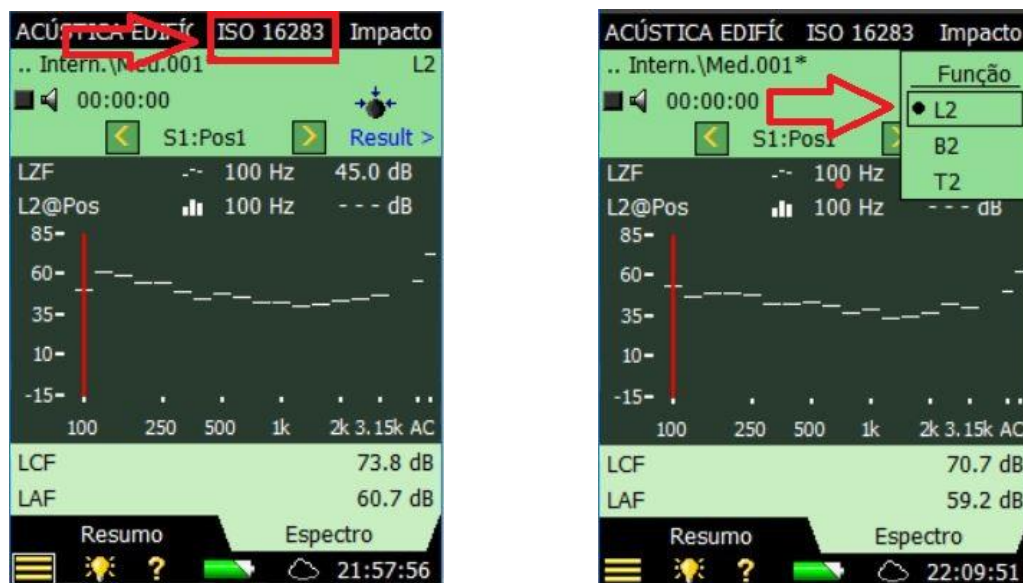 ACÚSTICA EDIFÍC ISO 16283 Impacto
.. Intern.\Med.001* L2
00:00:00
< S1:Pos1 > Result >
LZF 100 Hz 45.0 dB
L2@Pos 100 Hz - - - dB
85
60
35
10
-15
100 250 500 1k 2k 3.15k AC
LCF 73.8 dB
LAF 60.7 dB
Resumo Espectro
? 21:57:56
ACÚSTICA EDIFÍC ISO 16283 Impacto
.. Intern.\Med.001*
00:00:00
< S1:Pos1
Função
L2
B2
T2
LZF 100 Hz
L2@Pos 100 Hz - - - dB
85
60
35
10
-15
100 250 500 1k 2k 3.15k AC
LCF 70.7 dB
LAF 59.2 dB
Resumo Espectro
? 22:09:51